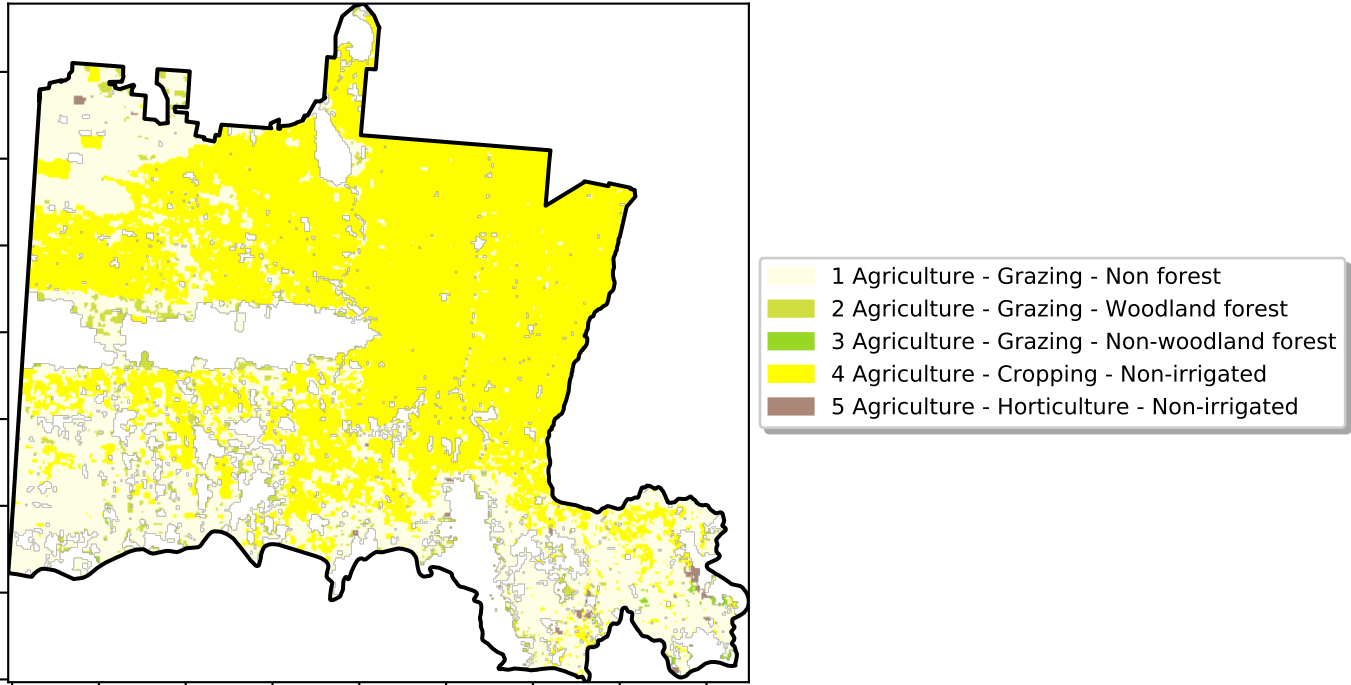 1 Agriculture - Grazing - Non forest
2 Agriculture - Grazing - Woodland forest
3 Agriculture - Grazing - Non-woodland forest
4 Agriculture - Cropping - Non-irrigated
5 Agriculture - Horticulture - Non-irrigated